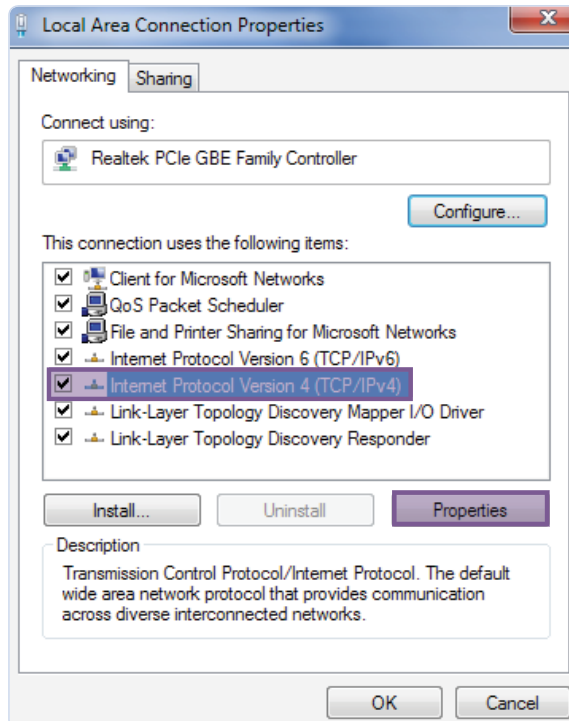 Local Area Connection Properties
Networking
Sharing
Connect using:
Realtek PCIe GBE Family Controller
Configure...
This connection uses the following items:
Client for Microsoft Networks
QoS Packet Scheduler
File and Printer Sharing for Microsoft Networks
Internet Protocol Version 6 (TCP/IPv6)
Internet Protocol Version 4 (TCP/IPv4)
Link-Layer Topology Discovery Mapper I/O Driver
Link-Layer Topology Discovery Responder
Install...
Uninstall
Properties
Description
Transmission Control Protocol/Internet Protocol. The default
wide area network protocol that provides communication
across diverse interconnected networks.
OK
Cancel